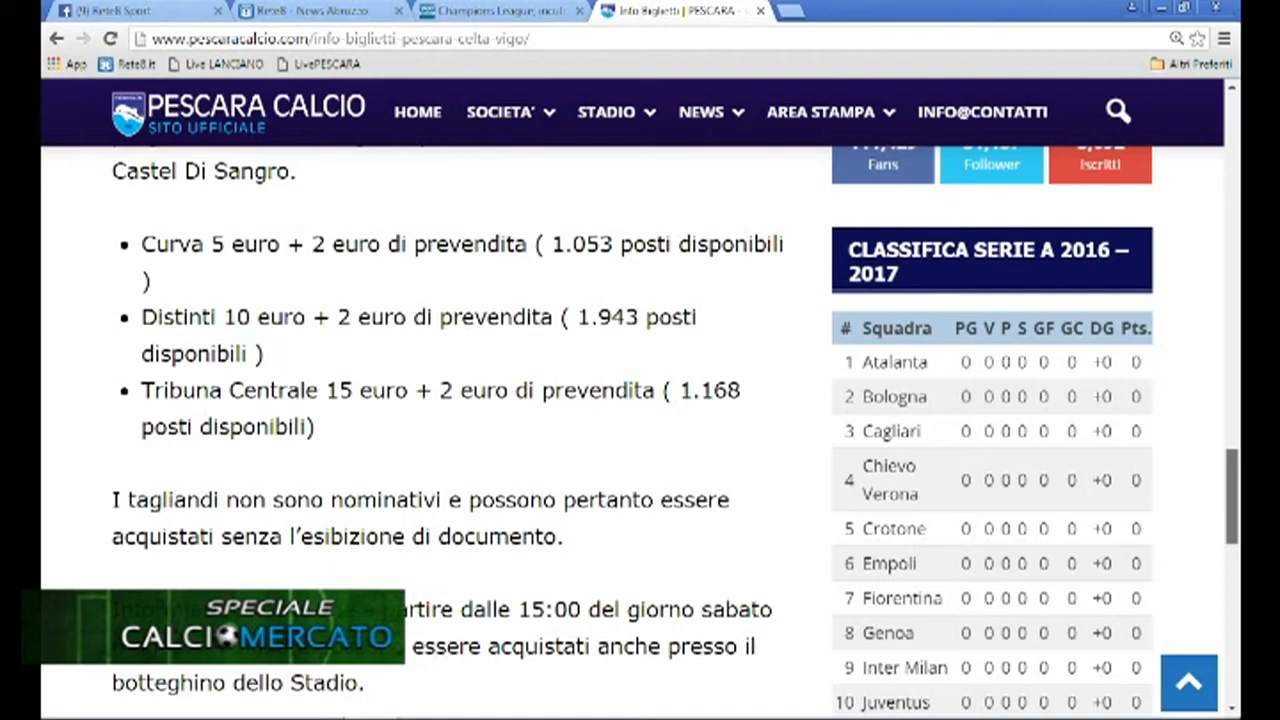 (9) Rete8 Sport
Rete8 - News Abruzzo
Champions League, incub
Info Biglietti | PESCARA -
www.pescaracalcio.com/info-biglietti-pescara-celta-vigo/
App
Rete8.it
Live LANCIANO
LivePESCARA
Altri Preferiti
PESCARA CALCIO
SITO UFFICIALE
HOME
SOCIETA'
STADIO
NEWS
AREA STAMPA
INFO@CONTATTI
Castel Di Sangro.
• Curva 5 euro + 2 euro di prevendita ( 1.053 posti disponibili
)
• Distinti 10 euro + 2 euro di prevendita ( 1.943 posti
disponibili )
• Tribuna Centrale 15 euro + 2 euro di prevendita ( 1.168
posti disponibili)
I tagliandi non sono nominativi e possono pertanto essere
acquistati senza l'esibizione di documento.
partire dalle 15:00 del giorno sabato
essere acquistati anche presso il
botteghino dello Stadio.
SPECIALE
CALCIOMERCATO
Fans
Follower
Iscritti
CLASSIFICA SERIE A 2016 –
2017
# Squadra PG V P S GF GC DG Pts.
1 Atalanta 0 0 0 0 0 0 +0 0
2 Bologna 0 0 0 0 0 0 +0 0
3 Cagliari 0 0 0 0 0 0 +0 0
4 Chievo
Verona 0 0 0 0 0 0 +0 0
5 Crotone 0 0 0 0 0 0 +0 0
6 Empoli 0 0 0 0 0 0 +0 0
7 Fiorentina 0 0 0 0 0 0 +0 0
8 Genoa 0 0 0 0 0 0 +0 0
9 Inter Milan 0 0 0 0 0 0 +0 0
10 Juventus 0 0 0 0 0 0 +0 0